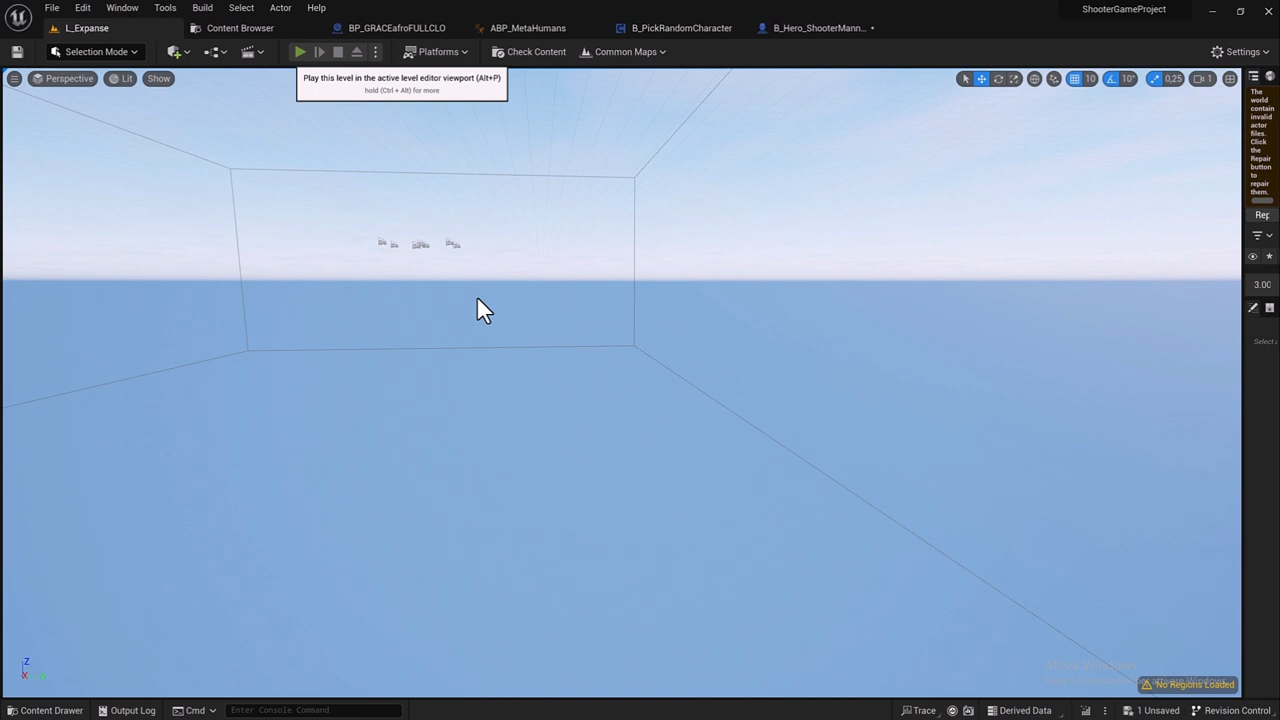 File Edit Window Tools Build Select Actor Help
ShooterGameProject
L_Expanse Content Browser BP_GRACEafroFULLCLO ABP_MetaHumans B_PickRandomCharacter B_Hero_ShooterMann...
Selection Mode Platforms Check Content Common Maps Settings
Perspective Lit Show 10 10° 0,25 1
Play this level in the active level editor viewport (Alt+P)
hold (Ctrl + Alt) for more
The
world
contain
invalid
actor
files.
Click
the
Repair
button
to
repair
them.
Rep
3.00
Select a
Z
X
No Regions Loaded
Content Drawer Output Log Cmd Enter Console Command Trace Derived Data 1 Unsaved Revision Control